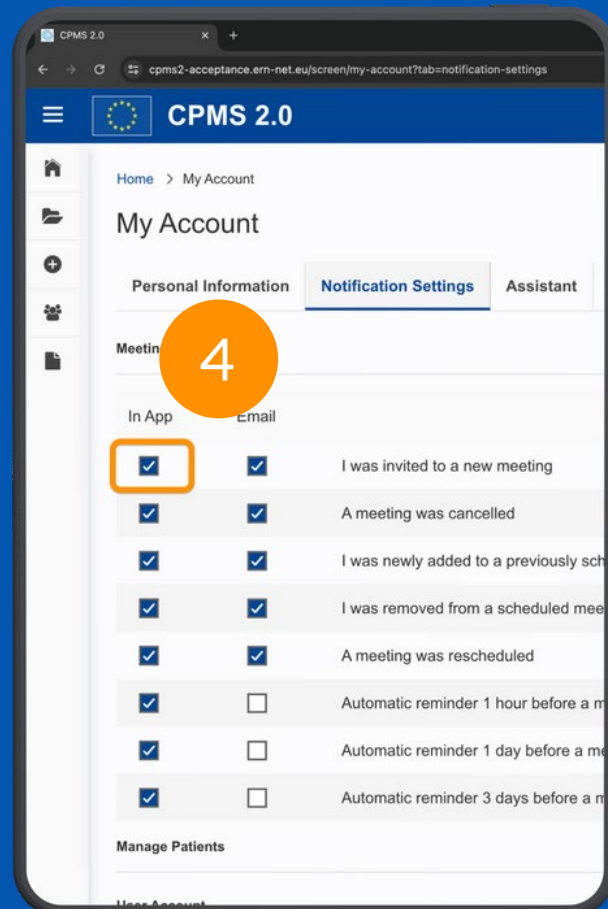 CPMS 2.0
cpms2-acceptance.ern-net.eu/screen/my-account?tab=notification-settings
CPMS 2.0
Home > My Account
My Account
Personal Information Notification Settings Assistant
4
In App Email
I was invited to a new meeting
A meeting was cancelled
I was newly added to a previously
I was removed from a scheduled
A meeting was rescheduled
Automatic reminder 1 hour before a
Automatic reminder 1 day before a
Automatic reminder 3 days before a
Manage Patients
User Account